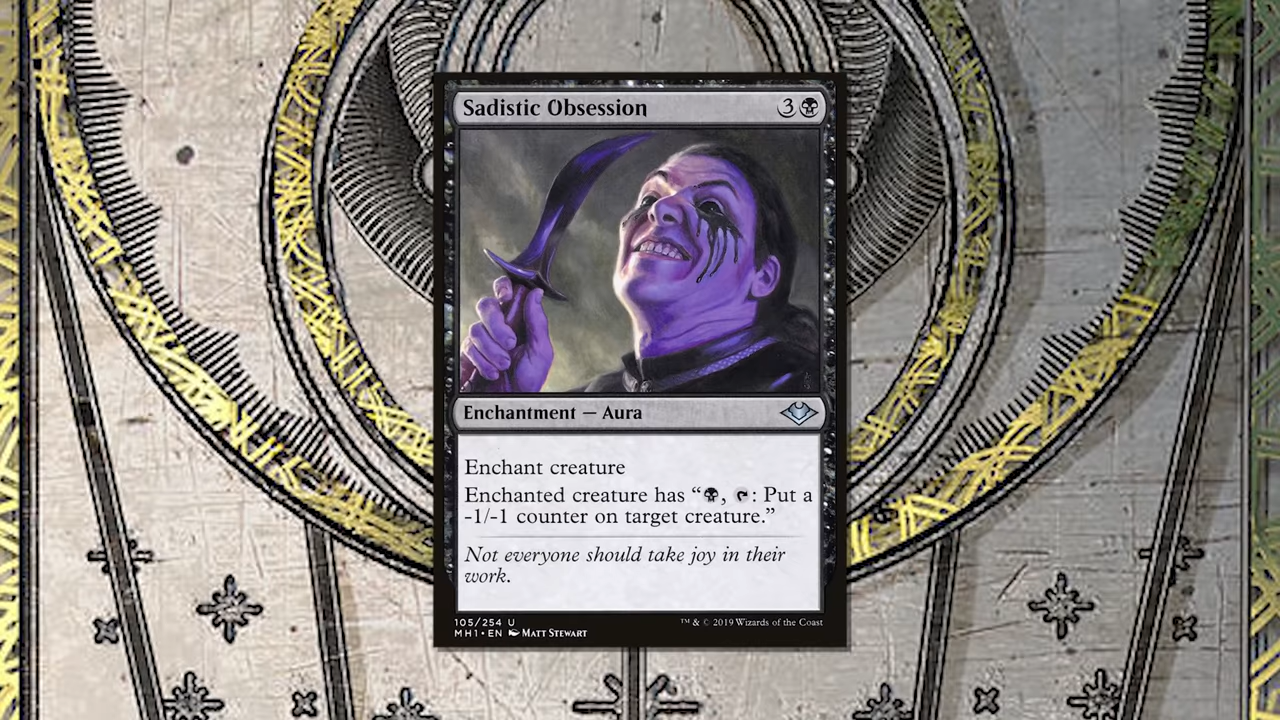 Sadistic Obsession 3
Enchantment — Aura
Enchant creature
Enchanted creature has “ , : Put a
-1/-1 counter on target creature.”
Not everyone should take joy in their
work.
105/254 U
MH1 • EN Matt Stewart
™ & © 2019 Wizards of the Coast